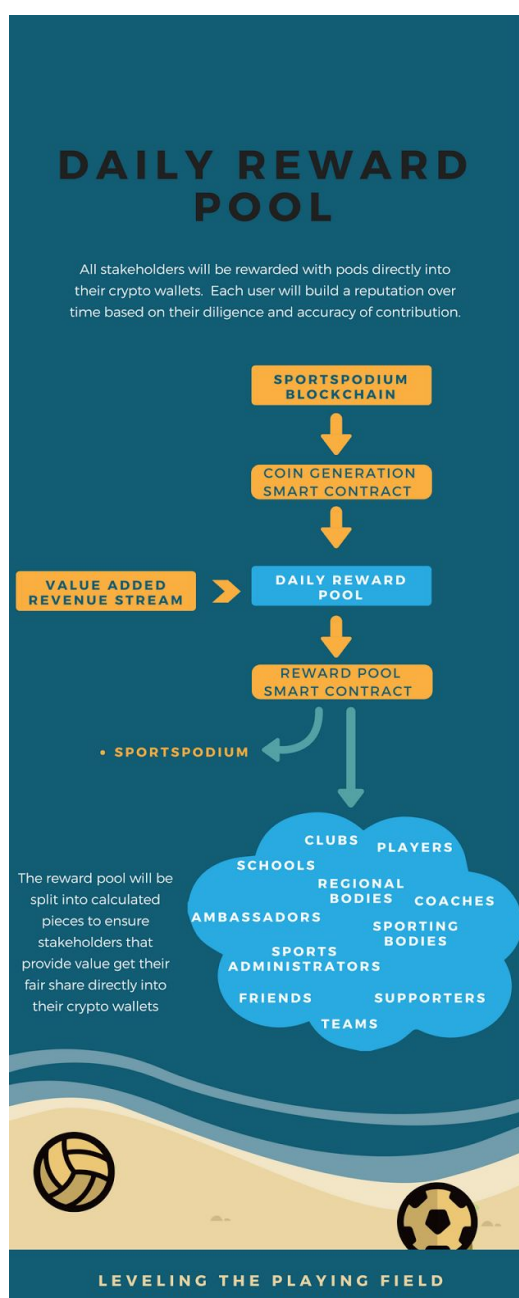 DAILY REWARD
POOL
All stakeholders will be rewarded with pods directly into
their crypto wallets. Each user will build a reputation over
time based on their diligence and accuracy of contribution.
SPORTSPODIUM
BLOCKCHAIN
COIN GENERATION
SMART CONTRACT
VALUE ADDED
REVENUE STREAM
DAILY REWARD
POOL
REWARD POOL
SMART CONTRACT
• SPORTSPODIUM
The reward pool will be
split into calculated
pieces to ensure
stakeholders that
provide value get their
fair share directly into
their crypto wallets
CLUBS
PLAYERS
SCHOOLS
REGIONAL
BODIES
COACHES
AMBASSADORS
SPORTING
BODIES
SPORTS
ADMINISTRATORS
FRIENDS
SUPPORTERS
TEAMS
LEVELING THE PLAYING FIELD